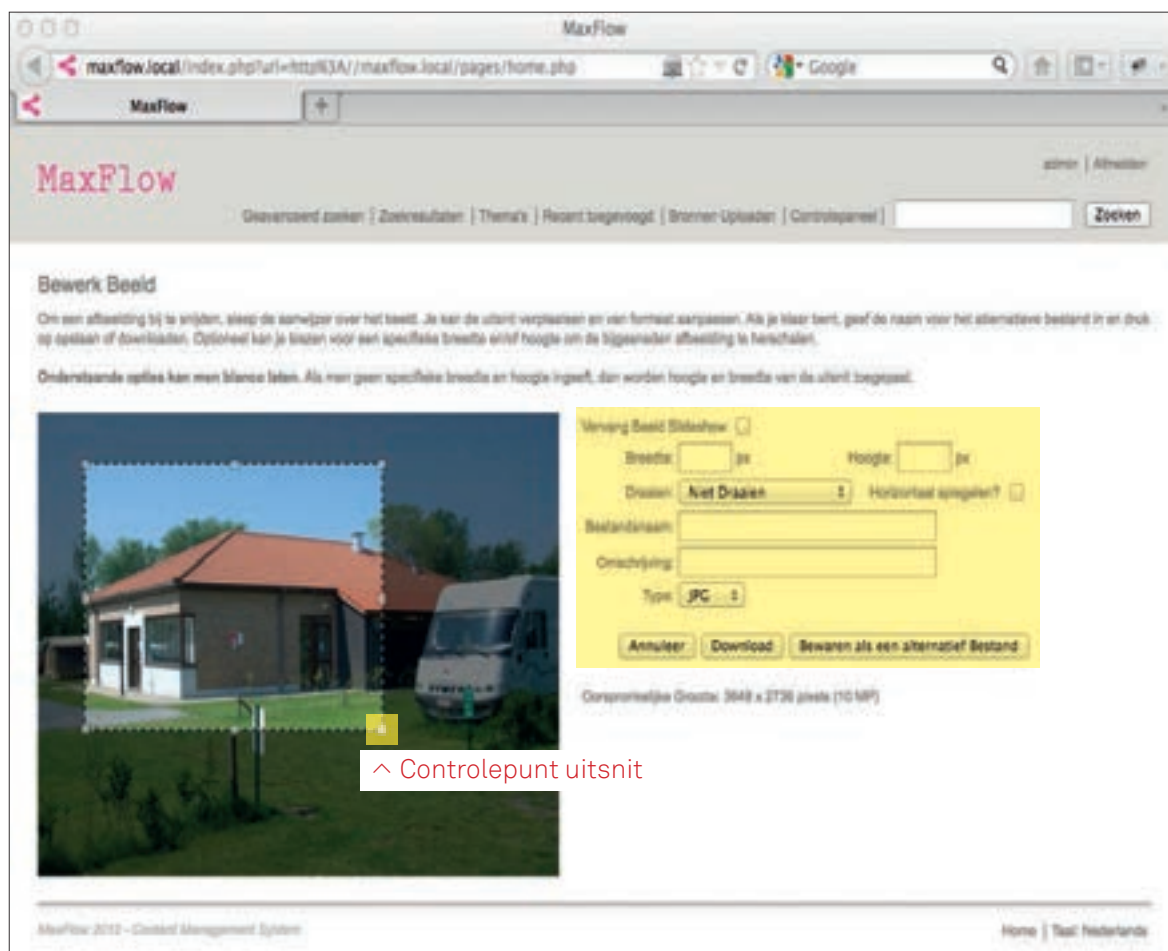 MaxFlow
maxflow.local/index.php?url=http%3A//maxflow.local/pages/home.php
Google
MaxFlow
+
MaxFlow
admin | Afmelden
Geavanceerd zoeken | Zoekresultaten | Thema's | Recent toegevoegd | Bronnen Uploaden | Controlepaneel |
Zoeken
Bewerk Beeld
Om een afbeelding bij te snijden, sleep de aanwijzer over het beeld. Je kan de uitsnit verplaatsen en van formaat aanpassen. Als je klaar bent, geef de naam voor het alternatieve bestand in en druk
op opslaan of downloaden. Optioneel kan je kiezen voor een specifieke breedte en/of hoogte om de bijgesneden afbeelding te herschalen.
Onderstaande opties kan men blanco laten. Als men geen specifieke breedte en hoogte ingeeft, dan worden hoogte en breedte van de uitsnit toegepast.
Vervang Beeld Slideshow
Breedte: px Hoogte: px
Draaien: Niet Draaien Horizontaal spiegelen?
Bestandsnaam:
Omschrijving:
Type: JPG
Annuleer Download Bewaren als een alternatief Bestand
Oorspronkelijke Grootte: 3648 x 2736 pixels (10 MP)
^ Controlepunt uitsnit
MaxFlow 2012 - Content Management System
Home | Taal: Nederlands